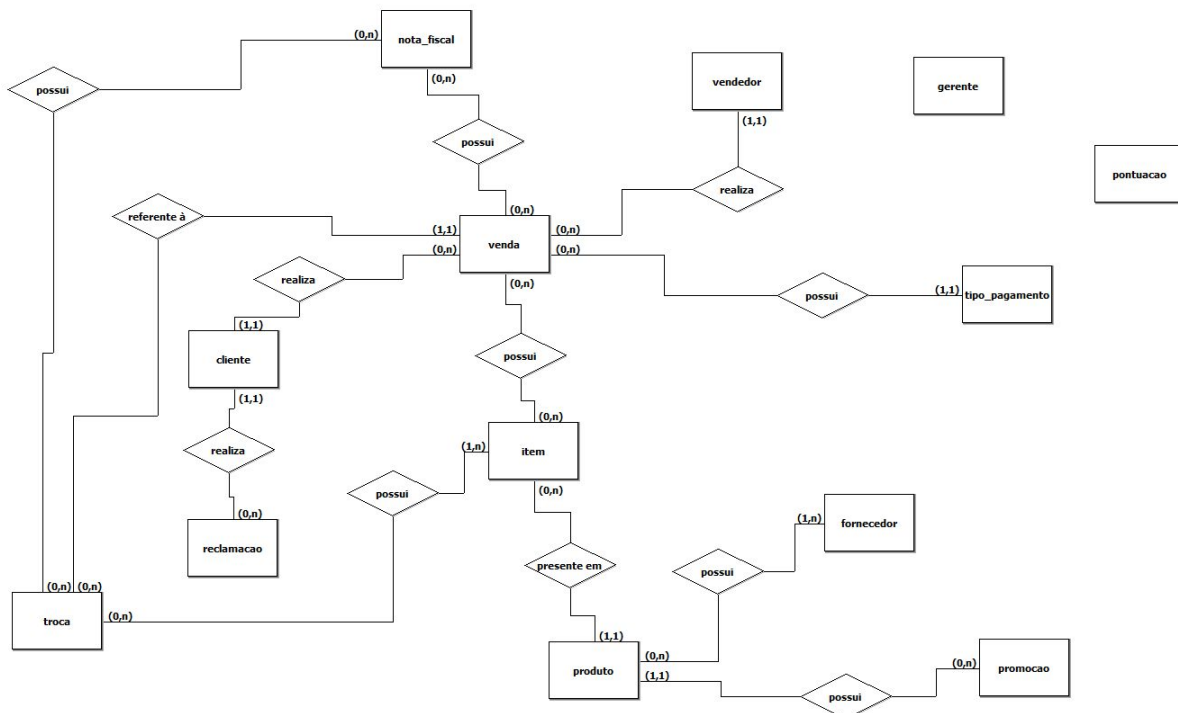 (0,n)
nota_fiscal
(0,n)
possui
possui
vendedor
(1,1)
gerente
pontuacao
realiza
referente à
(1,1)
(0,n)
venda
(0,n)
(0,n)
(0,n)
(0,n)
realiza
possui
(1,1)
tipo_pagamento
(1,1)
cliente
(1,1)
possui
realiza
(0,n)
(1,n)
item
(0,n)
possui
(0,n)
reclamacao
(1,n)
fornecedor
presente em
possui
(0,n)
(0,n)
troca
(0,n)
(1,1)
produto
(0,n)
(1,1)
possui
(0,n)
promocao